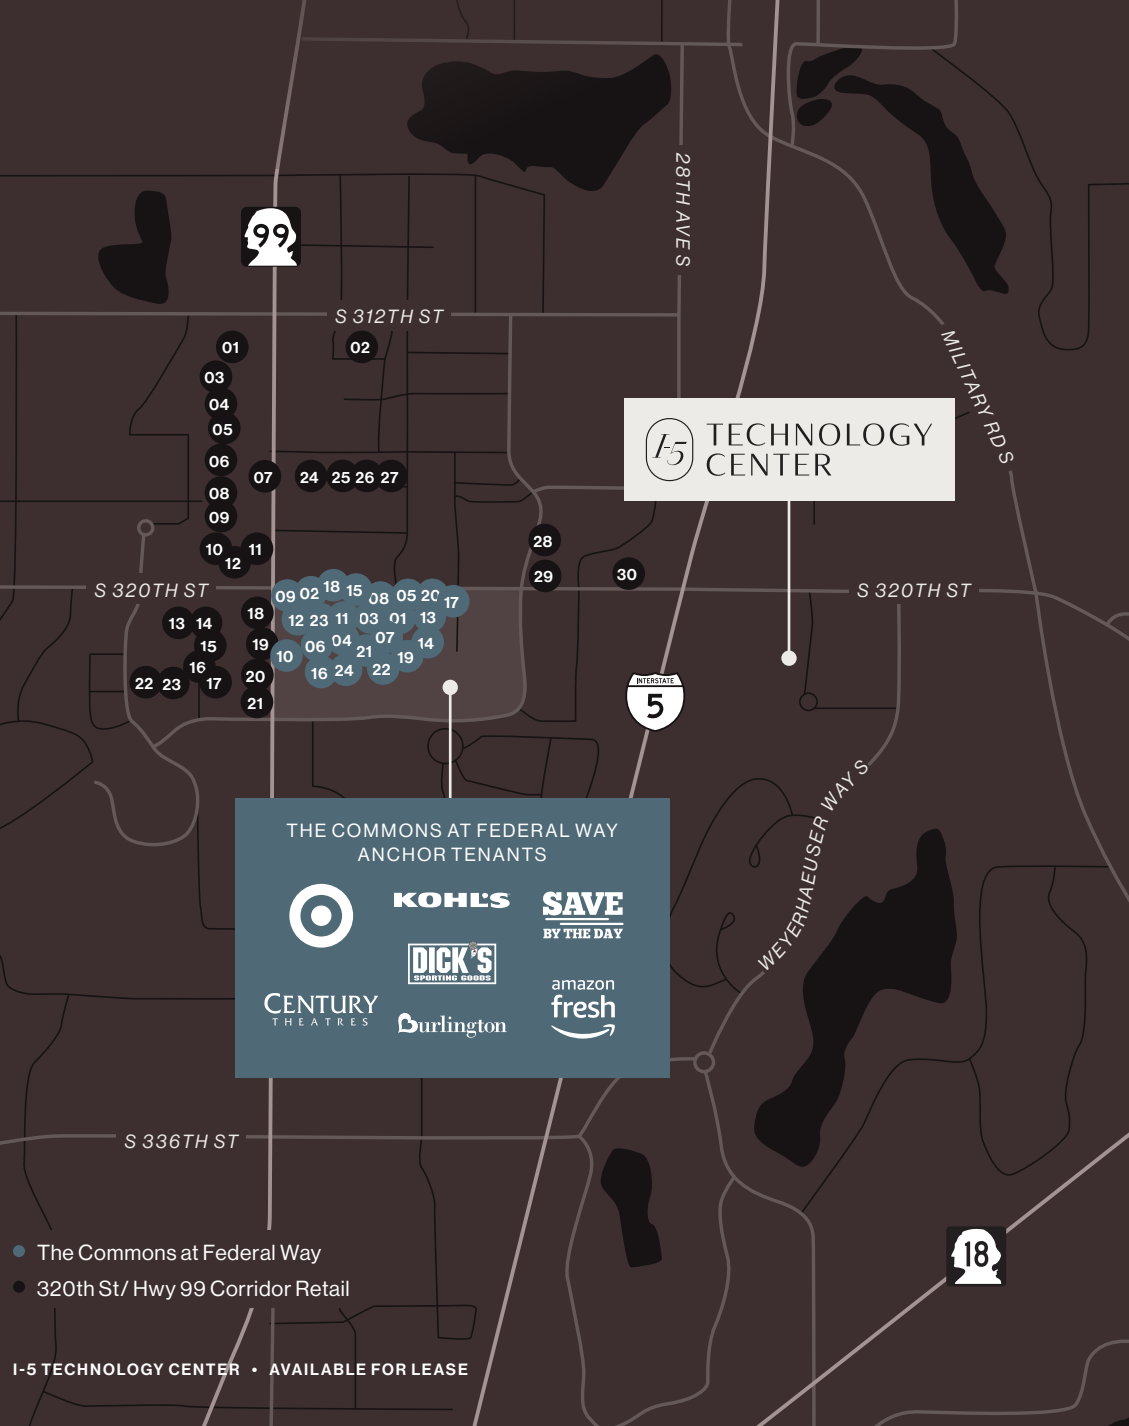 28TH AVE S
99
S 312TH ST
MILITARY RD S
01
02
03
04
05
06
07
24
25
26
27
08
09
10
11
12
I-5
TECHNOLOGY
CENTER
28
29
30
S 320TH ST
S 320TH ST
09
02
18
15
08
05
20
17
12
23
11
03
01
13
06
04
07
14
10
21
19
16
24
22
13
14
18
15
19
16
22
23
17
20
21
INTERSTATE
5
WEYERHAEUSER WAY S
THE COMMONS AT FEDERAL WAY
ANCHOR TENANTS
KOHL'S
SAVE
BY THE DAY
DICK'S
SPORTING GOODS
CENTURY
THEATRES
Burlington
amazon
fresh
S 336TH ST
18
The Commons at Federal Way
320th St/ Hwy 99 Corridor Retail
I-5 TECHNOLOGY CENTER • AVAILABLE FOR LEASE